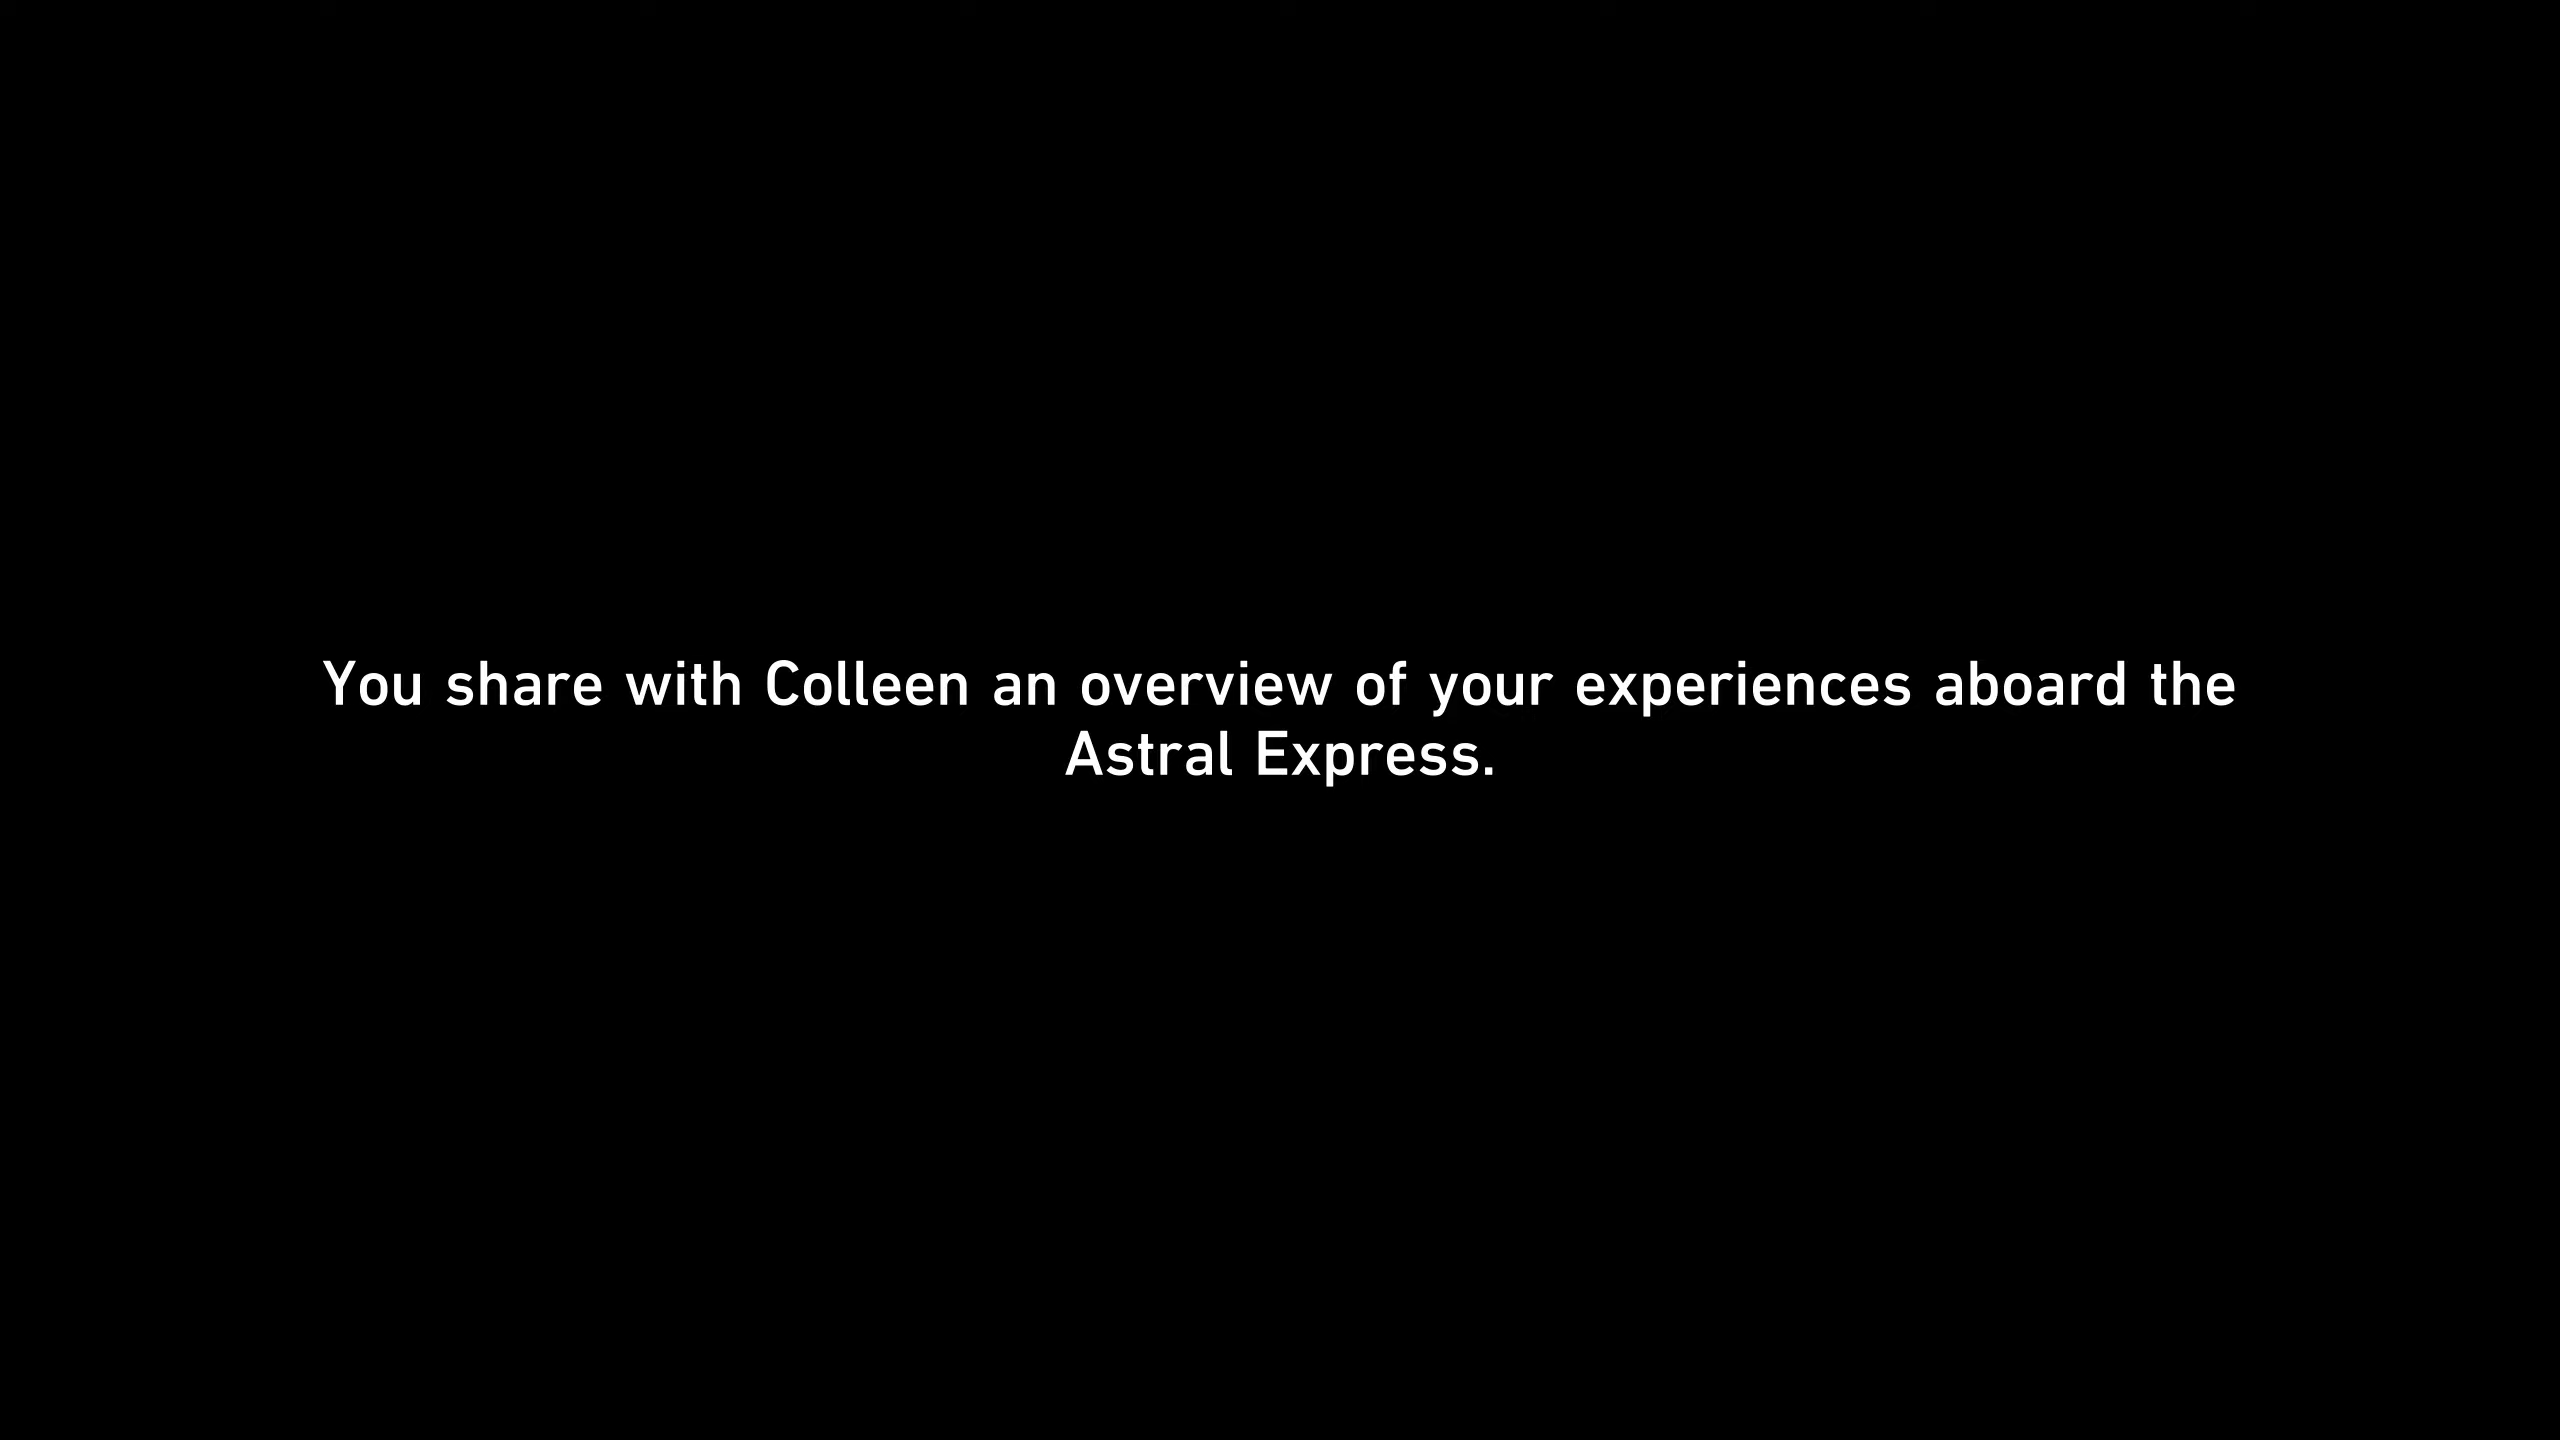 You share with Colleen an overview of your experiences aboard the
Astral Express.